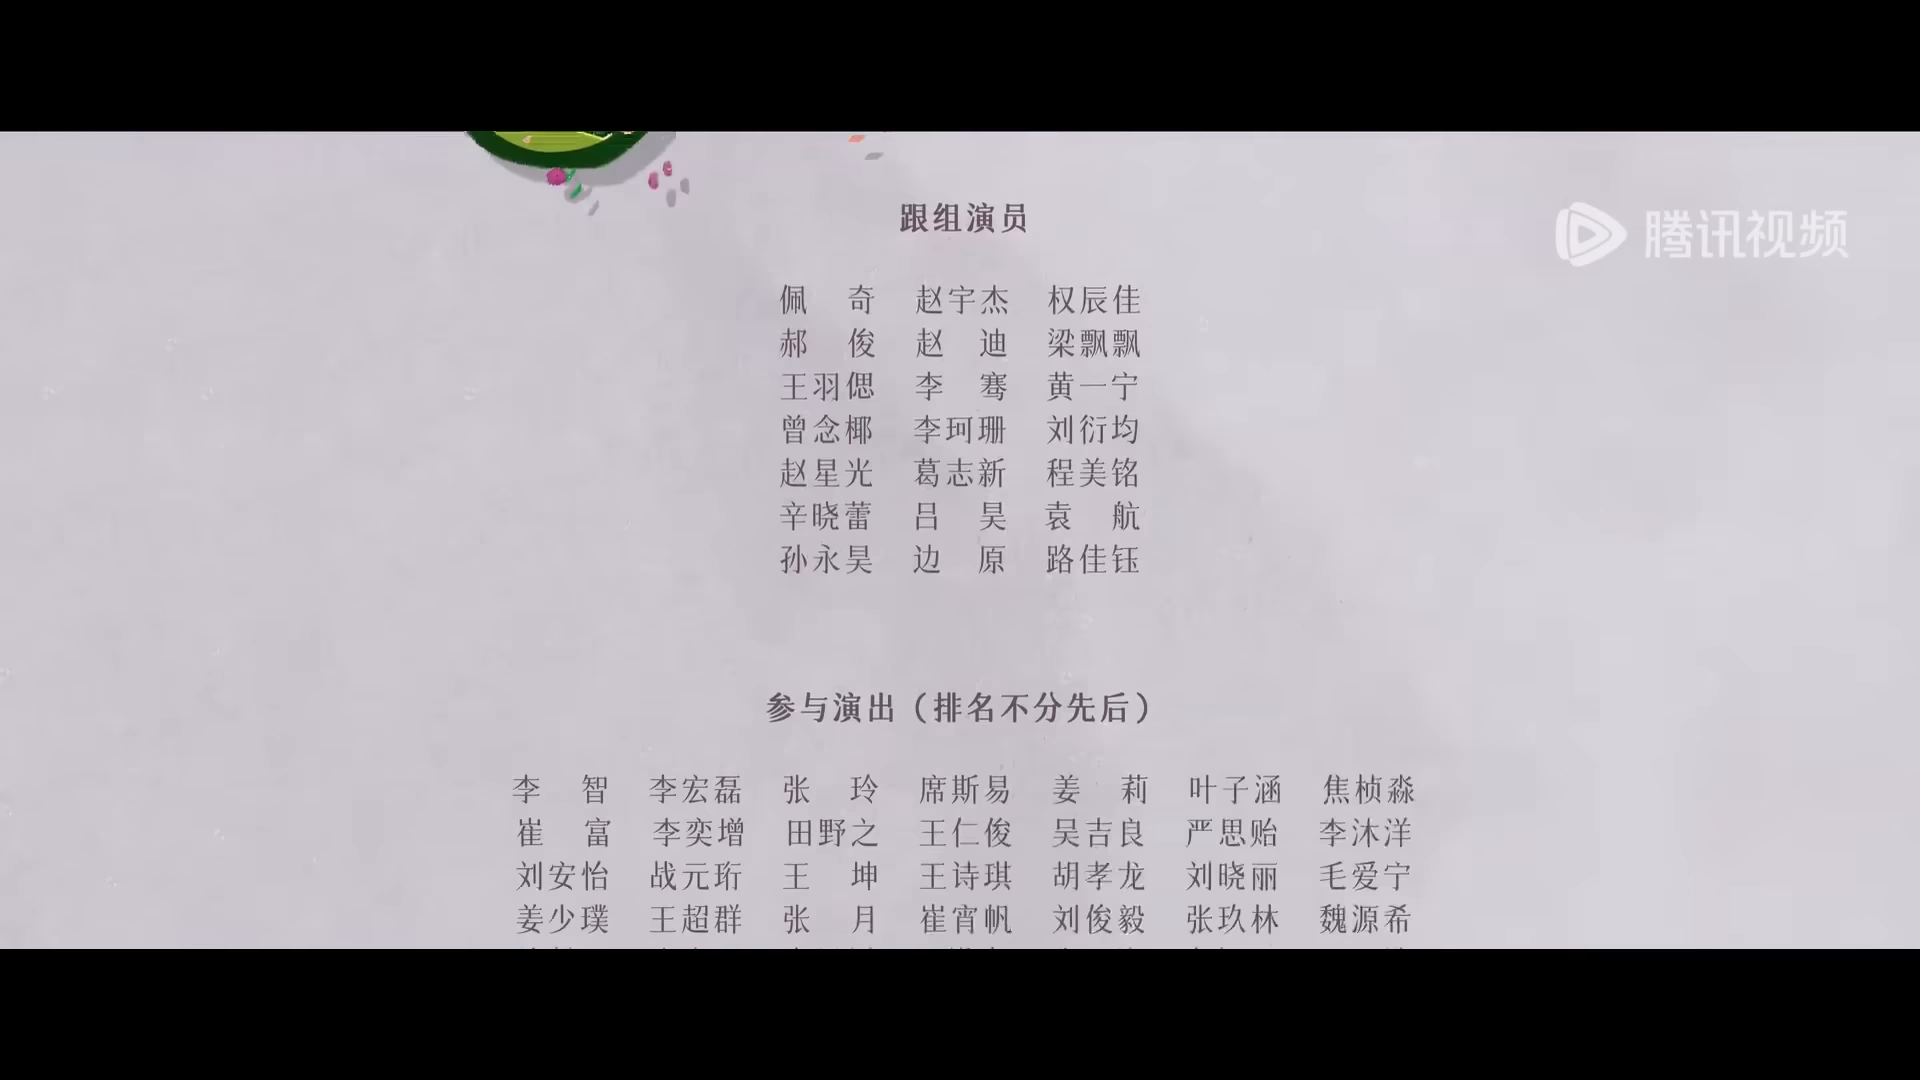 跟组演员
腾讯视频
佩奇 赵宇杰 权辰佳
郝俊 赵迪 梁飘飘
王羽偲 李骞 黄一宁
曾念椰 李珂珊 刘衍均
赵星光 葛志新 程美铭
辛晓蕾 吕昊 袁航
孙永昊 边原 路佳钰
参与演出（排名不分先后）
李智 李宏磊 张玲 席斯易 姜莉 叶子涵 焦桢淼
崔富 李奕增 田野之 王仁俊 吴吉良 严思贻 李沐洋
刘安怡 战元珩 王坤 王诗琪 胡孝龙 刘晓丽 毛爱宁
姜少璞 王超群 张月 崔宵帆 刘俊毅 张玖林 魏源希